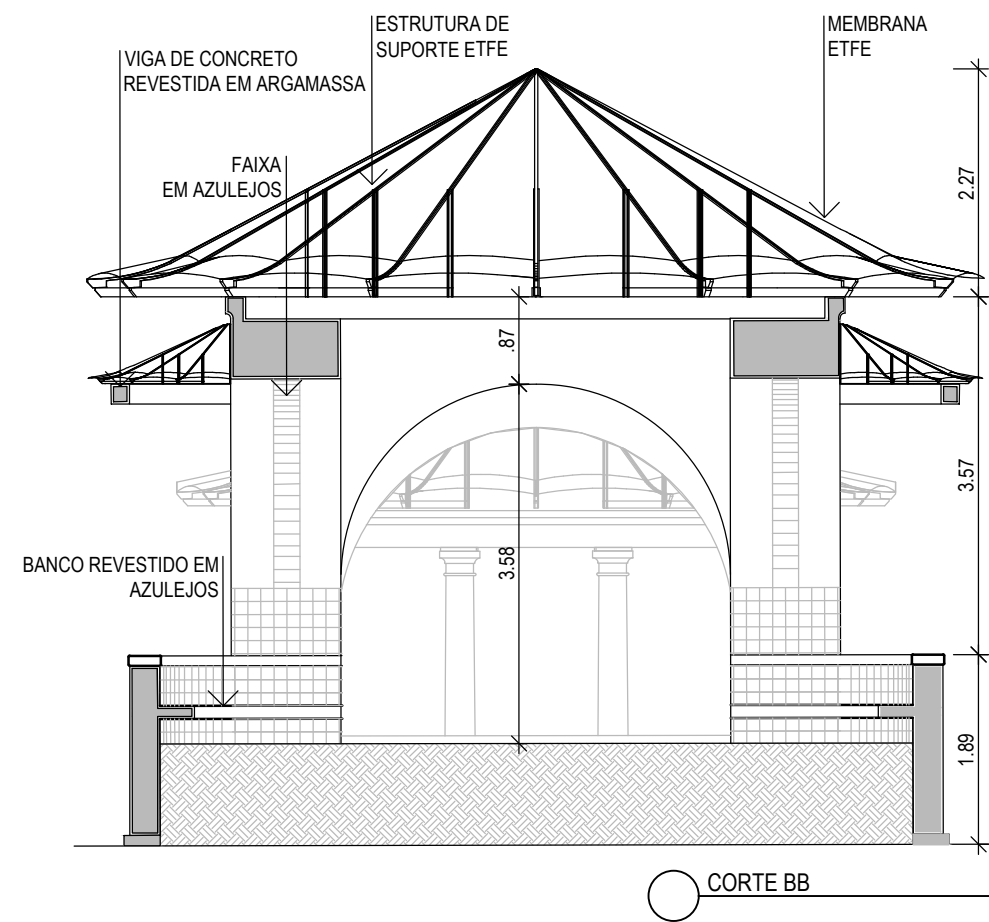 ESTRUTURA DE
SUPORTE ETFE
MEMBRANA
ETFE
VIGA DE CONCRETO
REVESTIDA EM ARGAMASSA
FAIXA
EM AZULEJOS
2.27
.87
3.57
3.58
BANCO REVESTIDO EM
AZULEJOS
1.89
CORTE BB